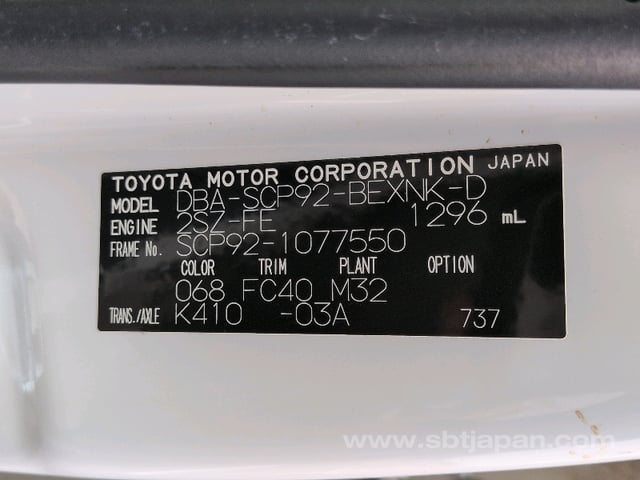 TOYOTA MOTOR CORPORATION JAPAN
MODEL DBA-SCP92-BEXNK-D
ENGINE 2SZ-FE 1296 mL
FRAME No. SCP92-1077550
COLOR TRIM PLANT OPTION
068 FC40 M32
TRANS./AXLE K410 -03A 737
www.sbtjapan.com